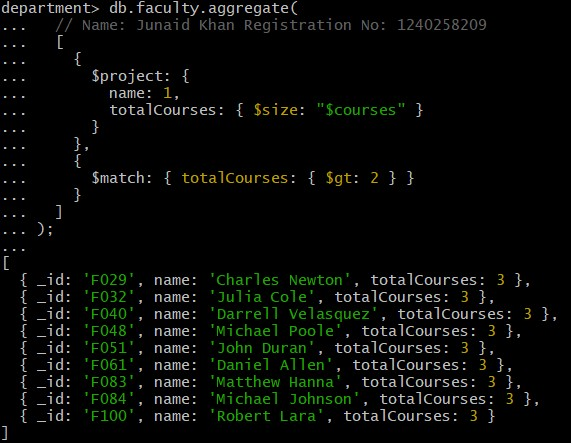 department> db.faculty.aggregate(
...   // Name: Junaid Khan Registration No: 1240258209
...   [
...     {
...       $project: {
...         name: 1,
...         totalCourses: { $size: "$courses" }
...       }
...     },
...     {
...       $match: { totalCourses: { $gt: 2 } }
...     }
...   ]
... );
...
[
  { _id: 'F029', name: 'Charles Newton', totalCourses: 3 },
  { _id: 'F032', name: 'Julia Cole', totalCourses: 3 },
  { _id: 'F040', name: 'Darrell Velasquez', totalCourses: 3 },
  { _id: 'F048', name: 'Michael Poole', totalCourses: 3 },
  { _id: 'F051', name: 'John Duran', totalCourses: 3 },
  { _id: 'F061', name: 'Daniel Allen', totalCourses: 3 },
  { _id: 'F083', name: 'Matthew Hanna', totalCourses: 3 },
  { _id: 'F084', name: 'Michael Johnson', totalCourses: 3 },
  { _id: 'F100', name: 'Robert Lara', totalCourses: 3 }
]